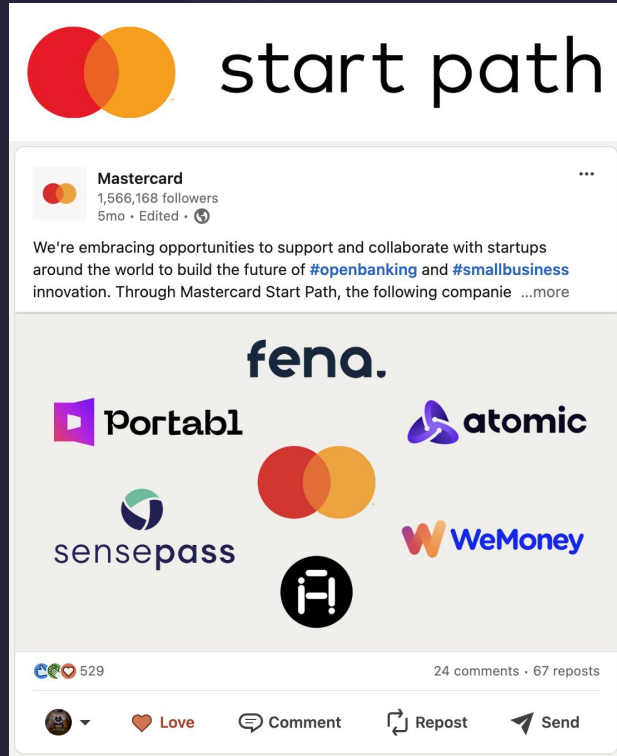 start path
Mastercard
1,566,168 followers
5mo • Edited •
We're embracing opportunities to support and collaborate with startups
around the world to build the future of #openbanking and #smallbusiness
innovation. Through Mastercard Start Path, the following companie ...more
fena.
Portabl
atomic
sensepass
WeMoney
529
24 comments • 67 reposts
Love
Comment
Repost
Send